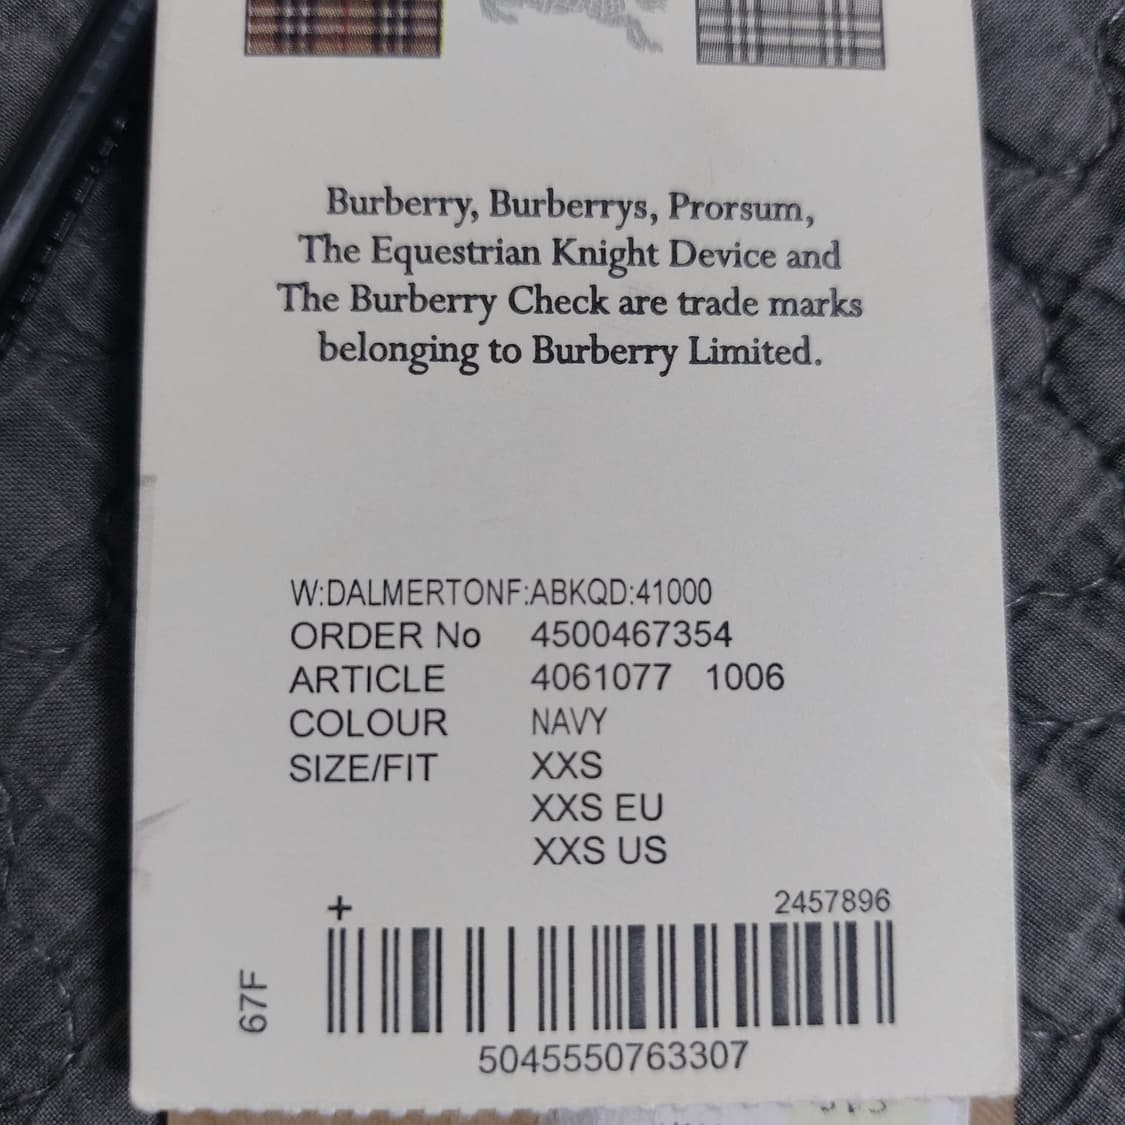 Burberry, Burberrys, Prorsum,
The Equestrian Knight Device and
The Burberry Check are trade marks
belonging to Burberry Limited.
W:DALMERTONF:ABKQD:41000
ORDER No 4500467354
ARTICLE 4061077 1006
COLOUR NAVY
SIZE/FIT XXS
XXS EU
XXS US
+ 2457896
67F
5045550763307